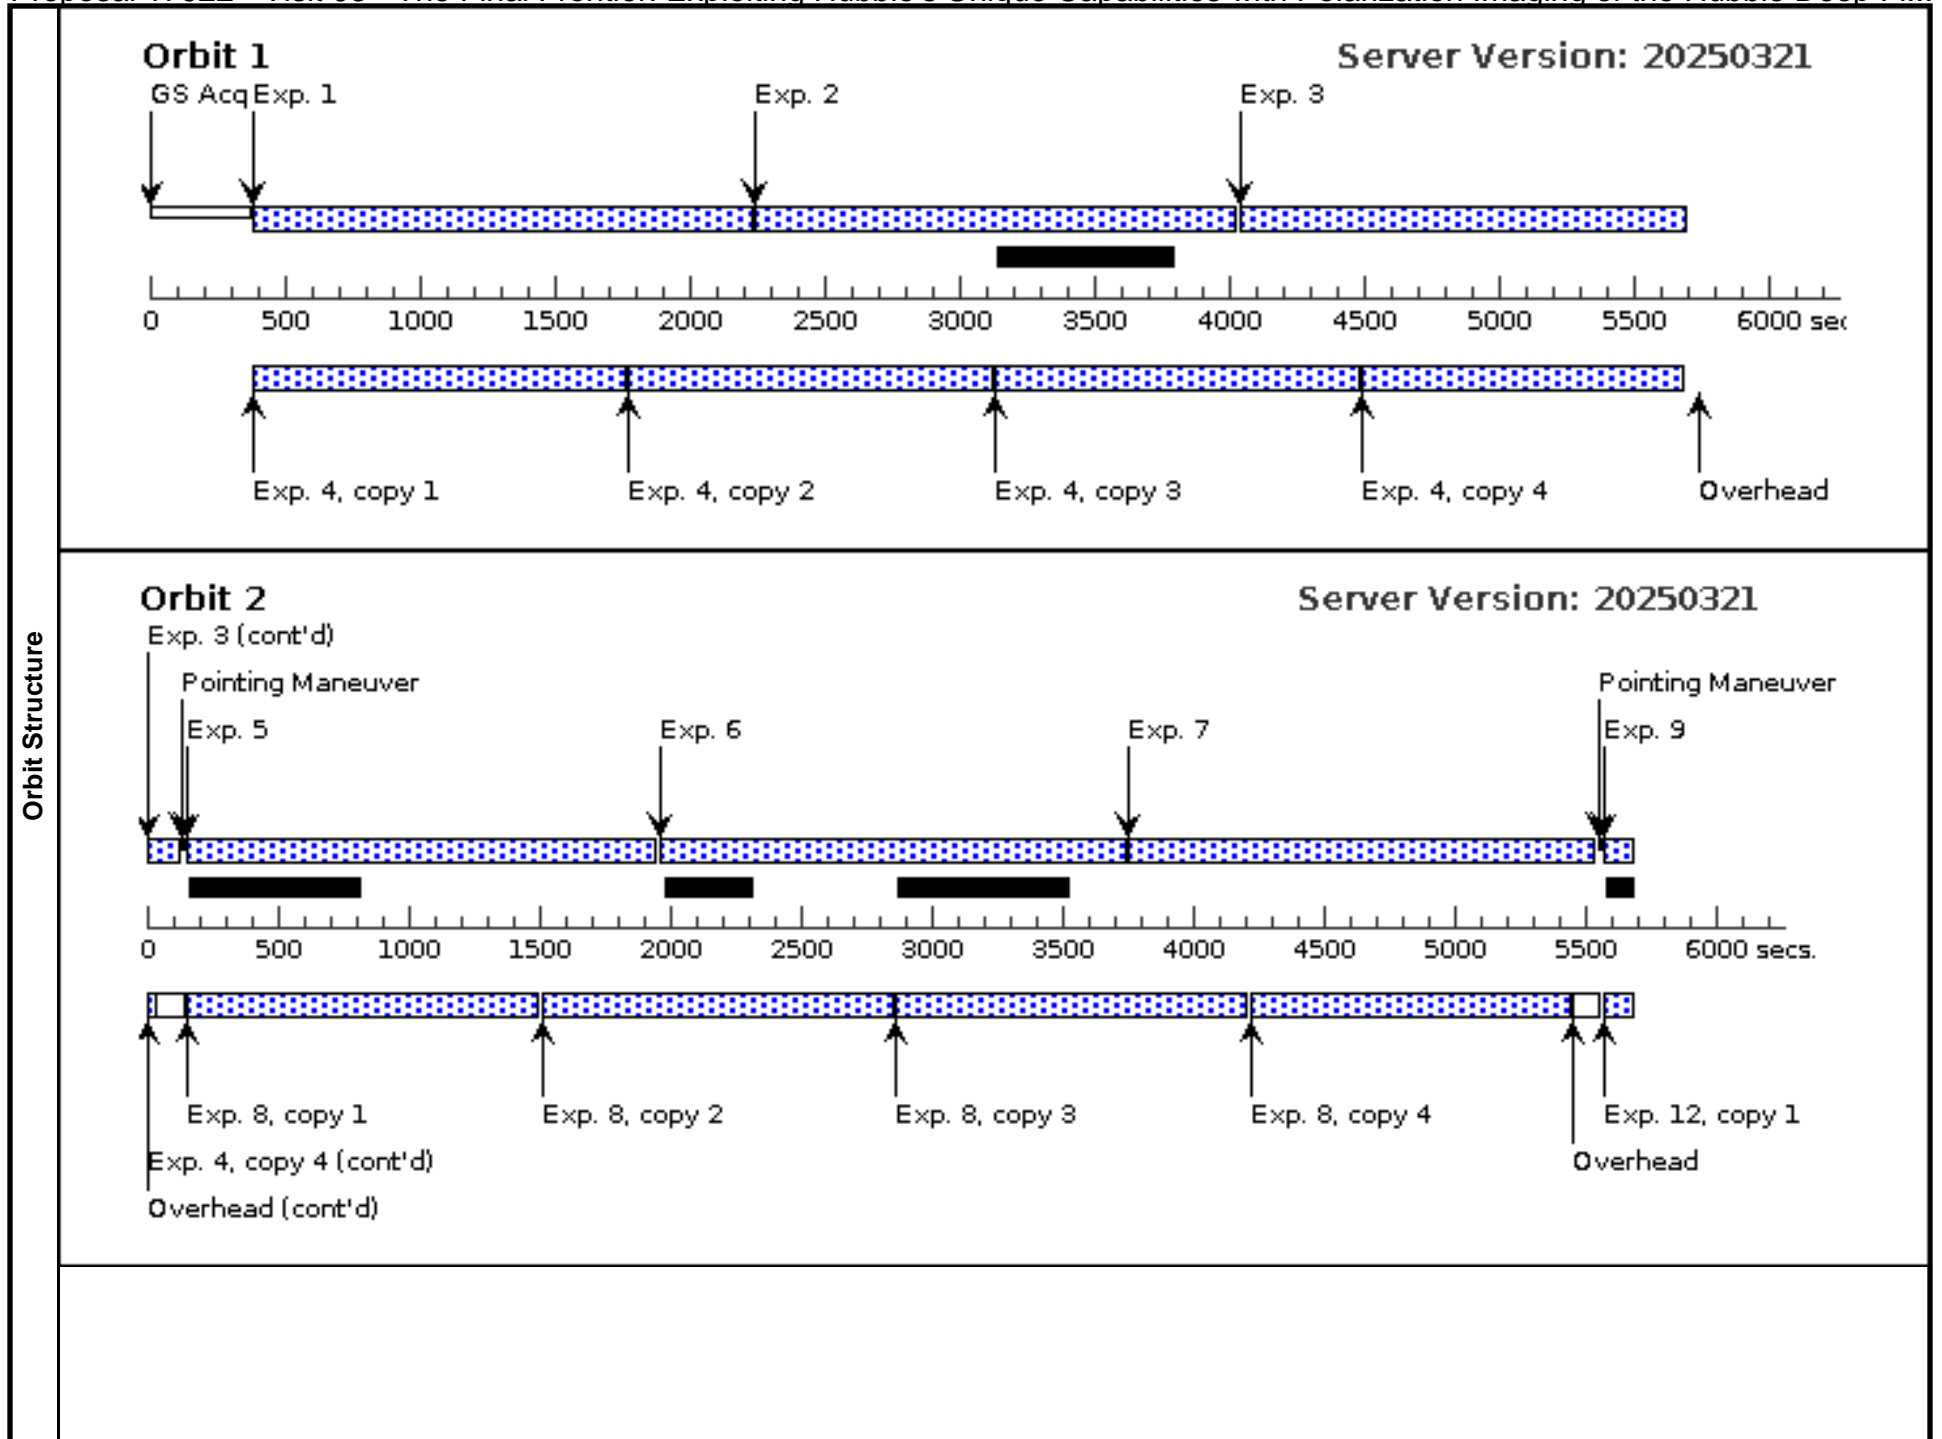 Orbit Structure
Orbit 1
Server Version: 20250321
GS Acq Exp. 1 Exp. 2 Exp. 3
0 500 1000 1500 2000 2500 3000 3500 4000 4500 5000 5500 6000 sec
Exp. 4, copy 1 Exp. 4, copy 2 Exp. 4, copy 3 Exp. 4, copy 4 Overhead
Orbit 2
Server Version: 20250321
Exp. 3 (cont'd)
Pointing Maneuver Pointing Maneuver
Exp. 5 Exp. 6 Exp. 7 Exp. 9
0 500 1000 1500 2000 2500 3000 3500 4000 4500 5000 5500 6000 secs.
Exp. 8, copy 1 Exp. 8, copy 2 Exp. 8, copy 3 Exp. 8, copy 4 Exp. 12, copy 1
Exp. 4, copy 4 (cont'd) Overhead
Overhead (cont'd)